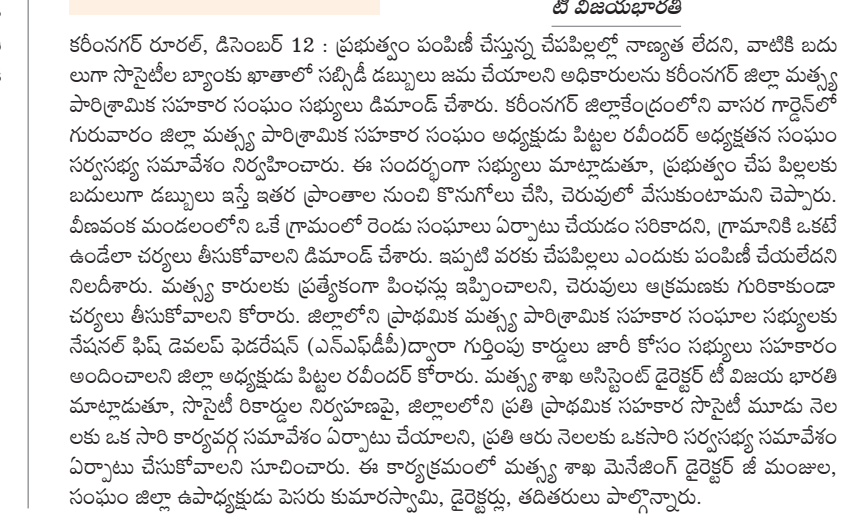 టీ విజయభారతి
కరీంనగర్ రూరల్, డిసెంబర్ 12 : ప్రభుత్వం పంపిణీ చేస్తున్న చేపపిల్లల్లో నాణ్యత లేదని, వాటికి బదు
లుగా సొసైటీల బ్యాంకు ఖాతాలో సబ్సిడీ డబ్బులు జమ చేయాలని అధికారులను కరీంనగర్ జిల్లా మత్స్య
పారిశ్రామిక సహకార సంఘం సభ్యులు డిమాండ్ చేశారు. కరీంనగర్ జిల్లాకేంద్రంలోని వాసర గార్డెన్‌లో
గురువారం జిల్లా మత్స్య పారిశ్రామిక సహకార సంఘం అధ్యక్షుడు పిట్టల రవీందర్ అధ్యక్షతన సంఘం
సర్వసభ్య సమావేశం నిర్వహించారు. ఈ సందర్భంగా సభ్యులు మాట్లాడుతూ, ప్రభుత్వం చేప పిల్లలకు
బదులుగా డబ్బులు ఇస్తే ఇతర ప్రాంతాల నుంచి కొనుగోలు చేసి, చెరువులో వేసుకుంటామని చెప్పారు.
వీణవంక మండలంలోని ఒకే గ్రామంలో రెండు సంఘాలు ఏర్పాటు చేయడం సరికాదని, గ్రామానికి ఒకటే
ఉండేలా చర్యలు తీసుకోవాలని డిమాండ్ చేశారు. ఇప్పటి వరకు చేపపిల్లలు ఎందుకు పంపిణీ చేయలేదని
నిలదీశారు. మత్స్య కారులకు ప్రత్యేకంగా పింఛన్లు ఇప్పించాలని, చెరువులు ఆక్రమణకు గురికాకుండా
చర్యలు తీసుకోవాలని కోరారు. జిల్లాలోని ప్రాథమిక మత్స్య పారిశ్రామిక సహకార సంఘాల సభ్యులకు
నేషనల్ ఫిష్ డెవలప్ ఫెడరేషన్ (ఎన్ఎఫ్‌డీపీ)ద్వారా గుర్తింపు కార్డులు జారీ కోసం సభ్యులు సహకారం
అందించాలని జిల్లా అధ్యక్షుడు పిట్టల రవీందర్ కోరారు. మత్స్య శాఖ అసిస్టెంట్ డైరెక్టర్ టీ విజయ భారతి
మాట్లాడుతూ, సొసైటీ రికార్డుల నిర్వహణపై, జిల్లాలలోని ప్రతి ప్రాథమిక సహకార సొసైటీ మూడు నెల
లకు ఒక సారి కార్యవర్గ సమావేశం ఏర్పాటు చేయాలని, ప్రతి ఆరు నెలలకు ఒకసారి సర్వసభ్య సమావేశం
ఏర్పాటు చేసుకోవాలని సూచించారు. ఈ కార్యక్రమంలో మత్స్య శాఖ మెనేజింగ్ డైరెక్టర్ జీ మంజుల,
సంఘం జిల్లా ఉపాధ్యక్షుడు పెసరు కుమారస్వామి, డైరెక్టర్లు, తదితరులు పాల్గొన్నారు.